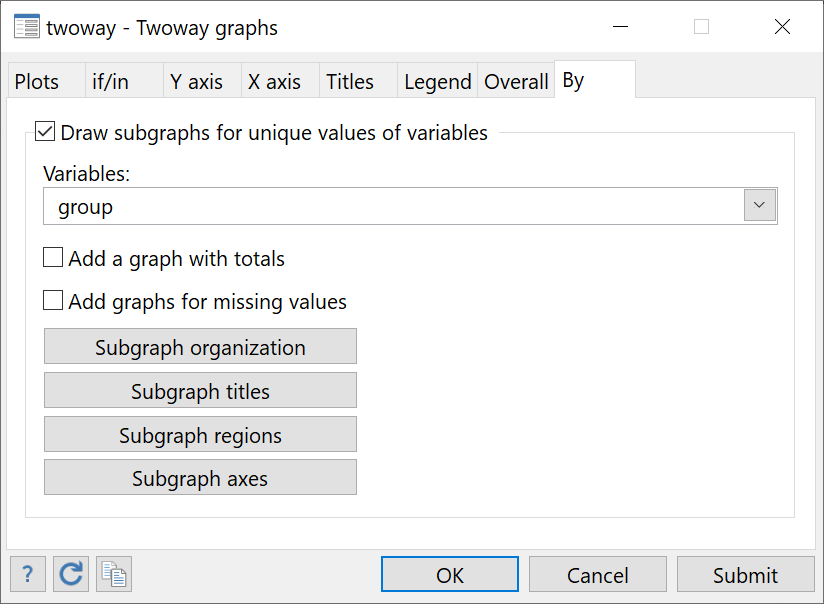 twoway - Twoway graphs
Plots if/in Y axis X axis Titles Legend Overall By
Draw subgraphs for unique values of variables
Variables:
group
Add a graph with totals
Add graphs for missing values
Subgraph organization
Subgraph titles
Subgraph regions
Subgraph axes
? OK Cancel Submit